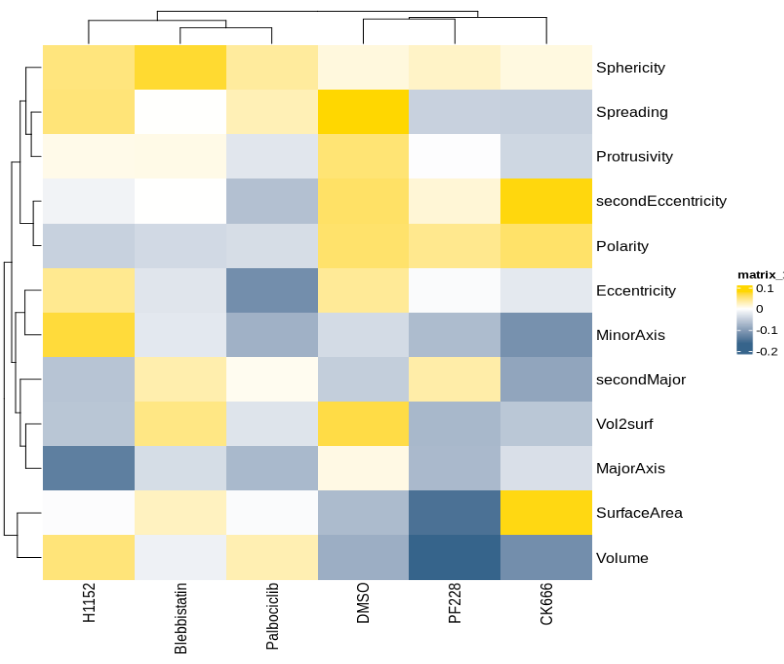 Sphericity
Spreading
Protrusivity
secondEccentricity
Polarity
Eccentricity
MinorAxis
secondMajor
Vol2surf
MajorAxis
SurfaceArea
Volume
matrix_
0.1
0
-0.1
-0.2
H1152
Blebbistatin
Palbociclib
DMSO
PF228
CK666